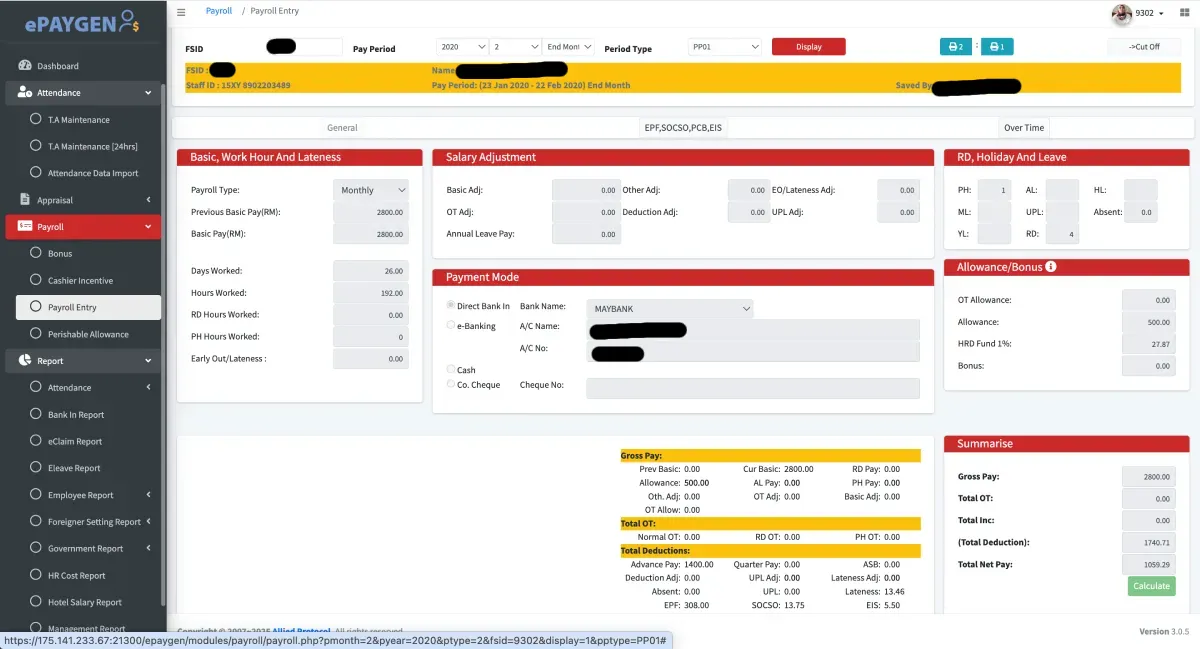 ePAYGEN
Payroll / Payroll Entry
9302
Dashboard
Attendance
T.A Maintenance
T.A Maintenance [24hrs]
Attendance Data Import
Appraisal
Payroll
Bonus
Cashier Incentive
Payroll Entry
Perishable Allowance
Report
Attendance
Bank In Report
eClaim Report
Eleave Report
Employee Report
Foreigner Setting Report
Government Report
HR Cost Report
Hotel Salary Report
Management Report
FSID Pay Period 2020 2 End Mont Period Type PP01 Display 2 : 1 ->Cut Off
FSID : Name:
Staff ID : 15XY 8902203489 Pay Period: (23 Jan 2020 - 22 Feb 2020) End Month Saved By
General EPF,SOCSO,PCB,EIS Over Time
Basic, Work Hour And Lateness
Payroll Type: Monthly
Previous Basic Pay(RM): 2800.00
Basic Pay(RM): 2800.00
Days Worked: 26.00
Hours Worked: 192.00
RD Hours Worked: 0.00
PH Hours Worked: 0
Early Out/Lateness : 0.00
Salary Adjustment
Basic Adj: 0.00 Other Adj: 0.00 EO/Lateness Adj: 0.00
OT Adj: 0.00 Deduction Adj: 0.00 UPL Adj: 0.00
Annual Leave Pay: 0.00
Payment Mode
Direct Bank In Bank Name: MAYBANK
e-Banking A/C Name:
A/C No:
Cash
Co. Cheque Cheque No:
RD, Holiday And Leave
PH: 1 AL: HL:
ML: UPL: Absent: 0.0
YL: RD: 4
Allowance/Bonus
OT Allowance: 0.00
Allowance: 500.00
HRD Fund 1%: 27.87
Bonus: 0.00
Gross Pay:
Prev Basic: 0.00 Cur Basic: 2800.00 RD Pay: 0.00
Allowance: 500.00 AL Pay: 0.00 PH Pay: 0.00
Oth. Adj: 0.00 OT Adj: 0.00 Basic Adj: 0.00
OT Allow: 0.00
Total OT:
Normal OT: 0.00 RD OT: 0.00 PH OT: 0.00
Total Deductions:
Advance Pay: 1400.00 Quarter Pay: 0.00 ASB: 0.00
Deduction Adj: 0.00 UPL Adj: 0.00 Lateness Adj: 0.00
Absent: 0.00 UPL: 0.00 Lateness: 13.46
EPF: 308.00 SOCSO: 13.75 EIS: 5.50
Summarise
Gross Pay: 2800.00
Total OT: 0.00
Total Inc: 0.00
(Total Deduction): 1740.71
Total Net Pay: 1059.29
Calculate
Copyright © 2007-2025 Allied Protocol. All rights reserved.
Version 3.0.5
https://175.141.233.67:21300/epaygen/modules/payroll/payroll.php?pmonth=2&pyear=2020&ptype=2&fsid=9302&display=1&pptype=PP01#